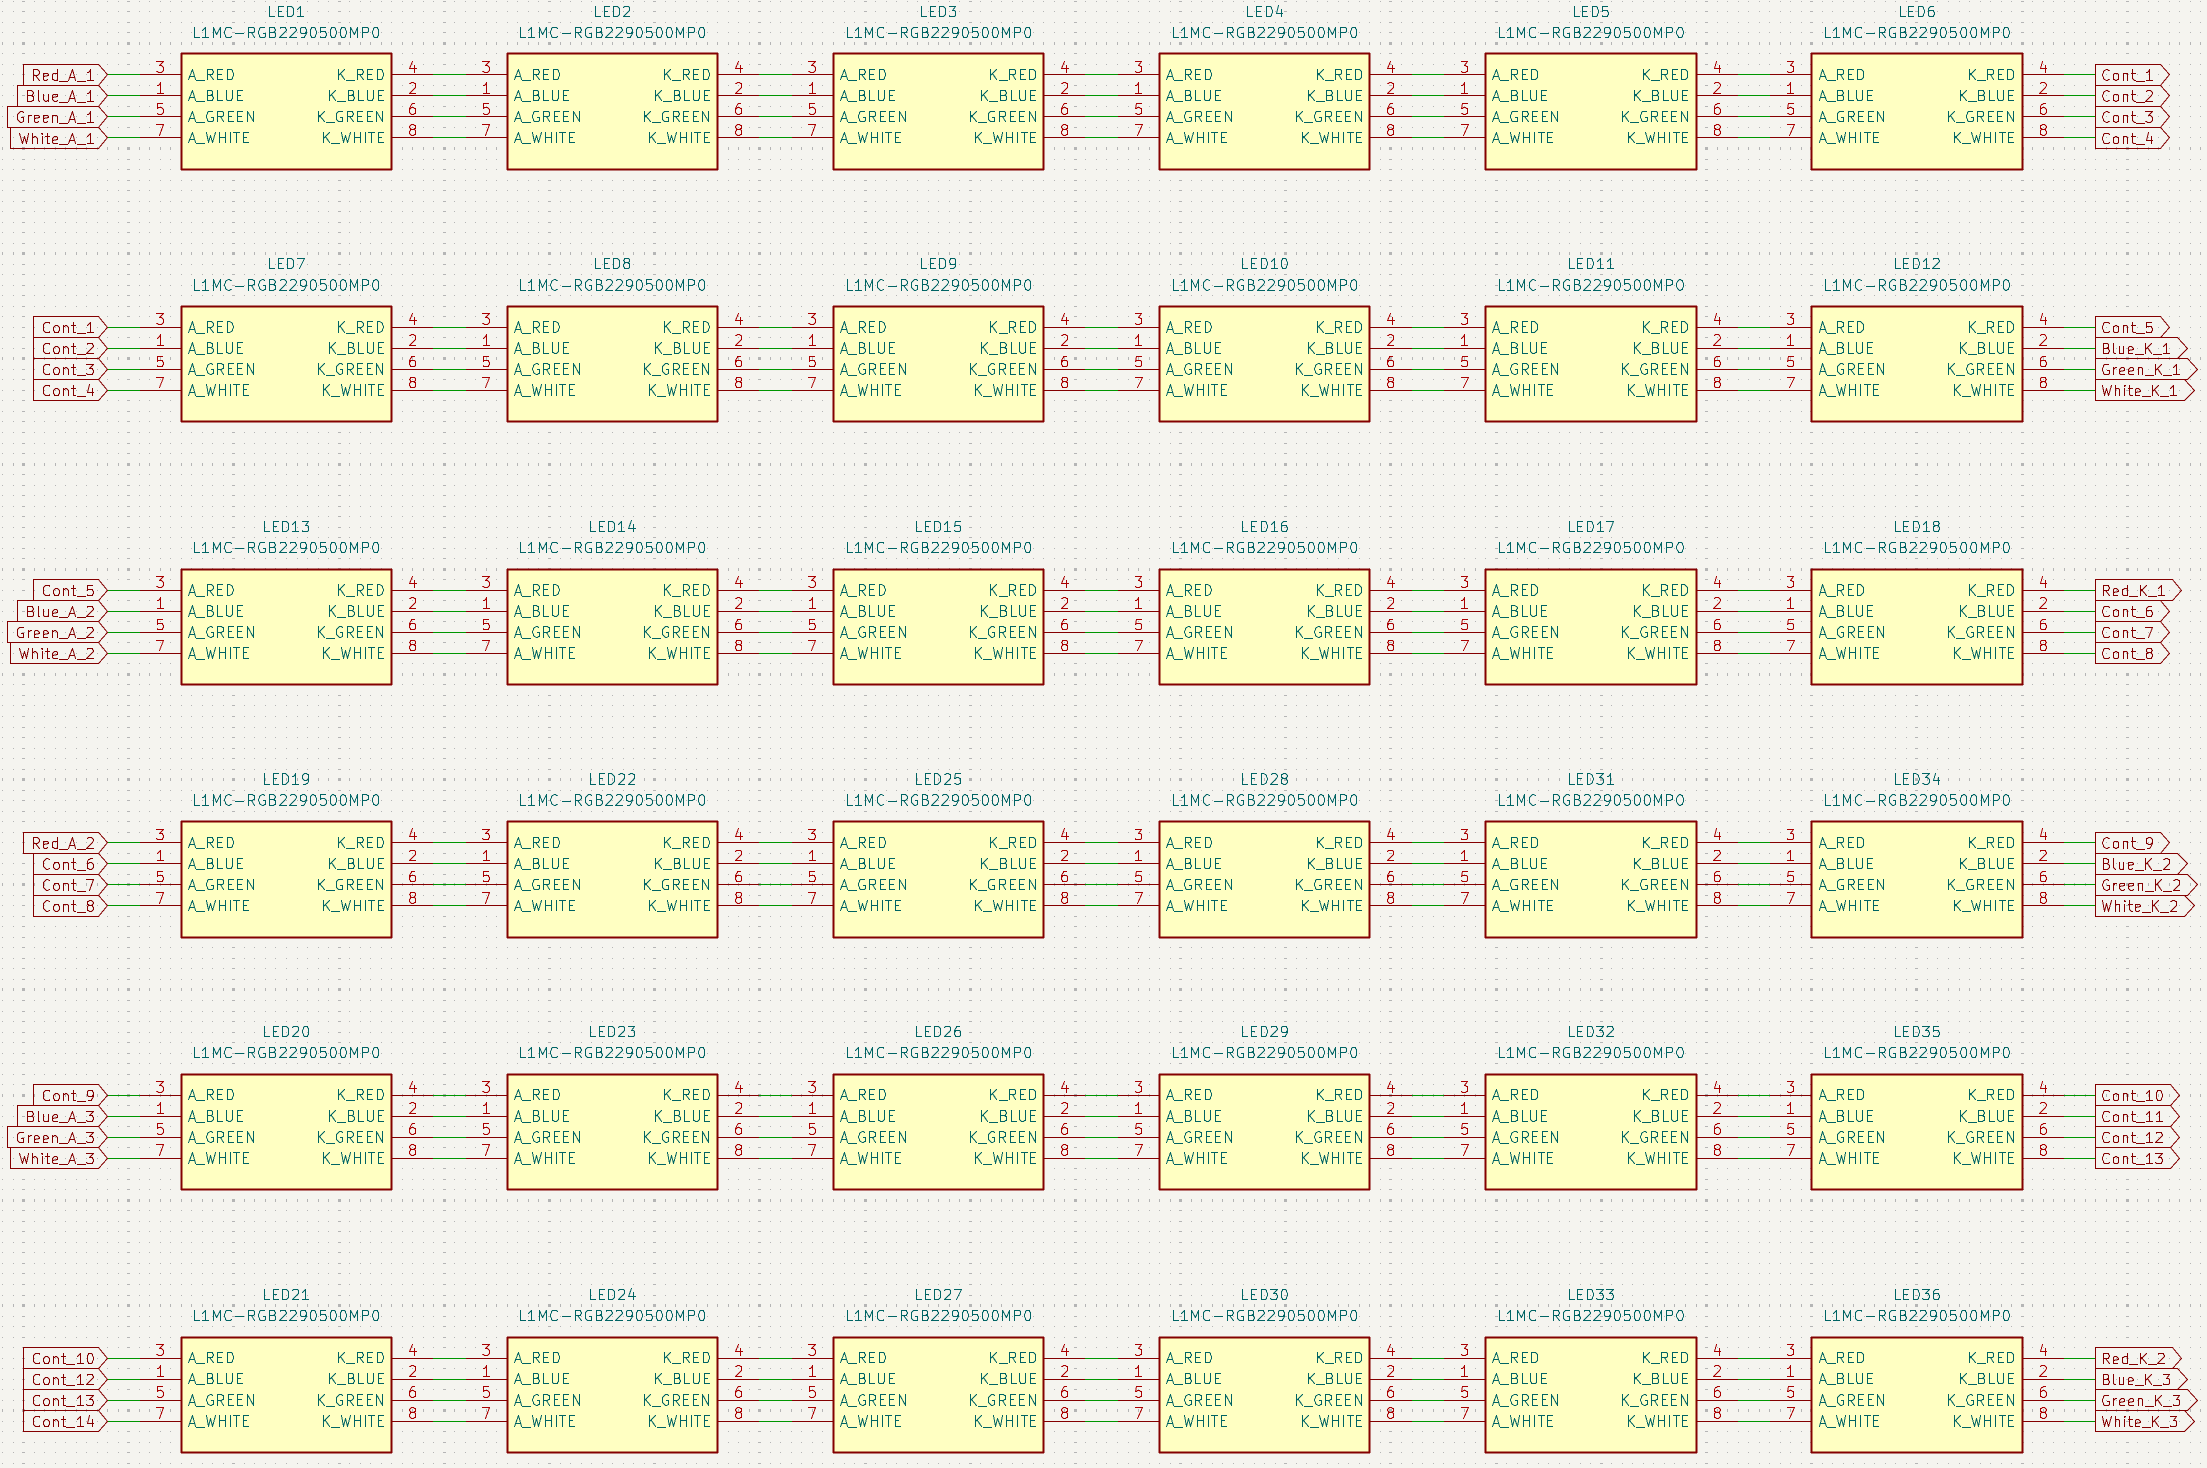 LED1 LED2 LED3 LED4 LED5 LED6
L1MC-RGB2290500MP0 L1MC-RGB2290500MP0 L1MC-RGB2290500MP0 L1MC-RGB2290500MP0 L1MC-RGB2290500MP0 L1MC-RGB2290500MP0
Red_A_1 3 A_RED K_RED 4 3 A_RED K_RED 4 3 A_RED K_RED 4 3 A_RED K_RED 4 3 A_RED K_RED 4 3 A_RED K_RED 4 Cont_1
Blue_A_1 1 A_BLUE K_BLUE 2 1 A_BLUE K_BLUE 2 1 A_BLUE K_BLUE 2 1 A_BLUE K_BLUE 2 1 A_BLUE K_BLUE 2 1 A_BLUE K_BLUE 2 Cont_2
Green_A_1 5 A_GREEN K_GREEN 6 5 A_GREEN K_GREEN 6 5 A_GREEN K_GREEN 6 5 A_GREEN K_GREEN 6 5 A_GREEN K_GREEN 6 5 A_GREEN K_GREEN 6 Cont_3
White_A_1 7 A_WHITE K_WHITE 8 7 A_WHITE K_WHITE 8 7 A_WHITE K_WHITE 8 7 A_WHITE K_WHITE 8 7 A_WHITE K_WHITE 8 7 A_WHITE K_WHITE 8 Cont_4
LED7 LED8 LED9 LED10 LED11 LED12
L1MC-RGB2290500MP0 L1MC-RGB2290500MP0 L1MC-RGB2290500MP0 L1MC-RGB2290500MP0 L1MC-RGB2290500MP0 L1MC-RGB2290500MP0
Cont_1 3 A_RED K_RED 4 3 A_RED K_RED 4 3 A_RED K_RED 4 3 A_RED K_RED 4 3 A_RED K_RED 4 3 A_RED K_RED 4 Cont_5
Cont_2 1 A_BLUE K_BLUE 2 1 A_BLUE K_BLUE 2 1 A_BLUE K_BLUE 2 1 A_BLUE K_BLUE 2 1 A_BLUE K_BLUE 2 1 A_BLUE K_BLUE 2 Blue_K_1
Cont_3 5 A_GREEN K_GREEN 6 5 A_GREEN K_GREEN 6 5 A_GREEN K_GREEN 6 5 A_GREEN K_GREEN 6 5 A_GREEN K_GREEN 6 5 A_GREEN K_GREEN 6 Green_K_1
Cont_4 7 A_WHITE K_WHITE 8 7 A_WHITE K_WHITE 8 7 A_WHITE K_WHITE 8 7 A_WHITE K_WHITE 8 7 A_WHITE K_WHITE 8 7 A_WHITE K_WHITE 8 White_K_1
LED13 LED14 LED15 LED16 LED17 LED18
L1MC-RGB2290500MP0 L1MC-RGB2290500MP0 L1MC-RGB2290500MP0 L1MC-RGB2290500MP0 L1MC-RGB2290500MP0 L1MC-RGB2290500MP0
Cont_5 3 A_RED K_RED 4 3 A_RED K_RED 4 3 A_RED K_RED 4 3 A_RED K_RED 4 3 A_RED K_RED 4 3 A_RED K_RED 4 Red_K_1
Blue_A_2 1 A_BLUE K_BLUE 2 1 A_BLUE K_BLUE 2 1 A_BLUE K_BLUE 2 1 A_BLUE K_BLUE 2 1 A_BLUE K_BLUE 2 1 A_BLUE K_BLUE 2 Cont_6
Green_A_2 5 A_GREEN K_GREEN 6 5 A_GREEN K_GREEN 6 5 A_GREEN K_GREEN 6 5 A_GREEN K_GREEN 6 5 A_GREEN K_GREEN 6 5 A_GREEN K_GREEN 6 Cont_7
White_A_2 7 A_WHITE K_WHITE 8 7 A_WHITE K_WHITE 8 7 A_WHITE K_WHITE 8 7 A_WHITE K_WHITE 8 7 A_WHITE K_WHITE 8 7 A_WHITE K_WHITE 8 Cont_8
LED19 LED22 LED25 LED28 LED31 LED34
L1MC-RGB2290500MP0 L1MC-RGB2290500MP0 L1MC-RGB2290500MP0 L1MC-RGB2290500MP0 L1MC-RGB2290500MP0 L1MC-RGB2290500MP0
Red_A_2 3 A_RED K_RED 4 3 A_RED K_RED 4 3 A_RED K_RED 4 3 A_RED K_RED 4 3 A_RED K_RED 4 3 A_RED K_RED 4 Cont_9
Cont_6 1 A_BLUE K_BLUE 2 1 A_BLUE K_BLUE 2 1 A_BLUE K_BLUE 2 1 A_BLUE K_BLUE 2 1 A_BLUE K_BLUE 2 1 A_BLUE K_BLUE 2 Blue_K_2
Cont_7 5 A_GREEN K_GREEN 6 5 A_GREEN K_GREEN 6 5 A_GREEN K_GREEN 6 5 A_GREEN K_GREEN 6 5 A_GREEN K_GREEN 6 5 A_GREEN K_GREEN 6 Green_K_2
Cont_8 7 A_WHITE K_WHITE 8 7 A_WHITE K_WHITE 8 7 A_WHITE K_WHITE 8 7 A_WHITE K_WHITE 8 7 A_WHITE K_WHITE 8 7 A_WHITE K_WHITE 8 White_K_2
LED20 LED23 LED26 LED29 LED32 LED35
L1MC-RGB2290500MP0 L1MC-RGB2290500MP0 L1MC-RGB2290500MP0 L1MC-RGB2290500MP0 L1MC-RGB2290500MP0 L1MC-RGB2290500MP0
Cont_9 3 A_RED K_RED 4 3 A_RED K_RED 4 3 A_RED K_RED 4 3 A_RED K_RED 4 3 A_RED K_RED 4 3 A_RED K_RED 4 Cont_10
Blue_A_3 1 A_BLUE K_BLUE 2 1 A_BLUE K_BLUE 2 1 A_BLUE K_BLUE 2 1 A_BLUE K_BLUE 2 1 A_BLUE K_BLUE 2 1 A_BLUE K_BLUE 2 Cont_11
Green_A_3 5 A_GREEN K_GREEN 6 5 A_GREEN K_GREEN 6 5 A_GREEN K_GREEN 6 5 A_GREEN K_GREEN 6 5 A_GREEN K_GREEN 6 5 A_GREEN K_GREEN 6 Cont_12
White_A_3 7 A_WHITE K_WHITE 8 7 A_WHITE K_WHITE 8 7 A_WHITE K_WHITE 8 7 A_WHITE K_WHITE 8 7 A_WHITE K_WHITE 8 7 A_WHITE K_WHITE 8 Cont_13
LED21 LED24 LED27 LED30 LED33 LED36
L1MC-RGB2290500MP0 L1MC-RGB2290500MP0 L1MC-RGB2290500MP0 L1MC-RGB2290500MP0 L1MC-RGB2290500MP0 L1MC-RGB2290500MP0
Cont_10 3 A_RED K_RED 4 3 A_RED K_RED 4 3 A_RED K_RED 4 3 A_RED K_RED 4 3 A_RED K_RED 4 3 A_RED K_RED 4 Red_K_2
Cont_12 1 A_BLUE K_BLUE 2 1 A_BLUE K_BLUE 2 1 A_BLUE K_BLUE 2 1 A_BLUE K_BLUE 2 1 A_BLUE K_BLUE 2 1 A_BLUE K_BLUE 2 Blue_K_3
Cont_13 5 A_GREEN K_GREEN 6 5 A_GREEN K_GREEN 6 5 A_GREEN K_GREEN 6 5 A_GREEN K_GREEN 6 5 A_GREEN K_GREEN 6 5 A_GREEN K_GREEN 6 Green_K_3
Cont_14 7 A_WHITE K_WHITE 8 7 A_WHITE K_WHITE 8 7 A_WHITE K_WHITE 8 7 A_WHITE K_WHITE 8 7 A_WHITE K_WHITE 8 7 A_WHITE K_WHITE 8 White_K_3